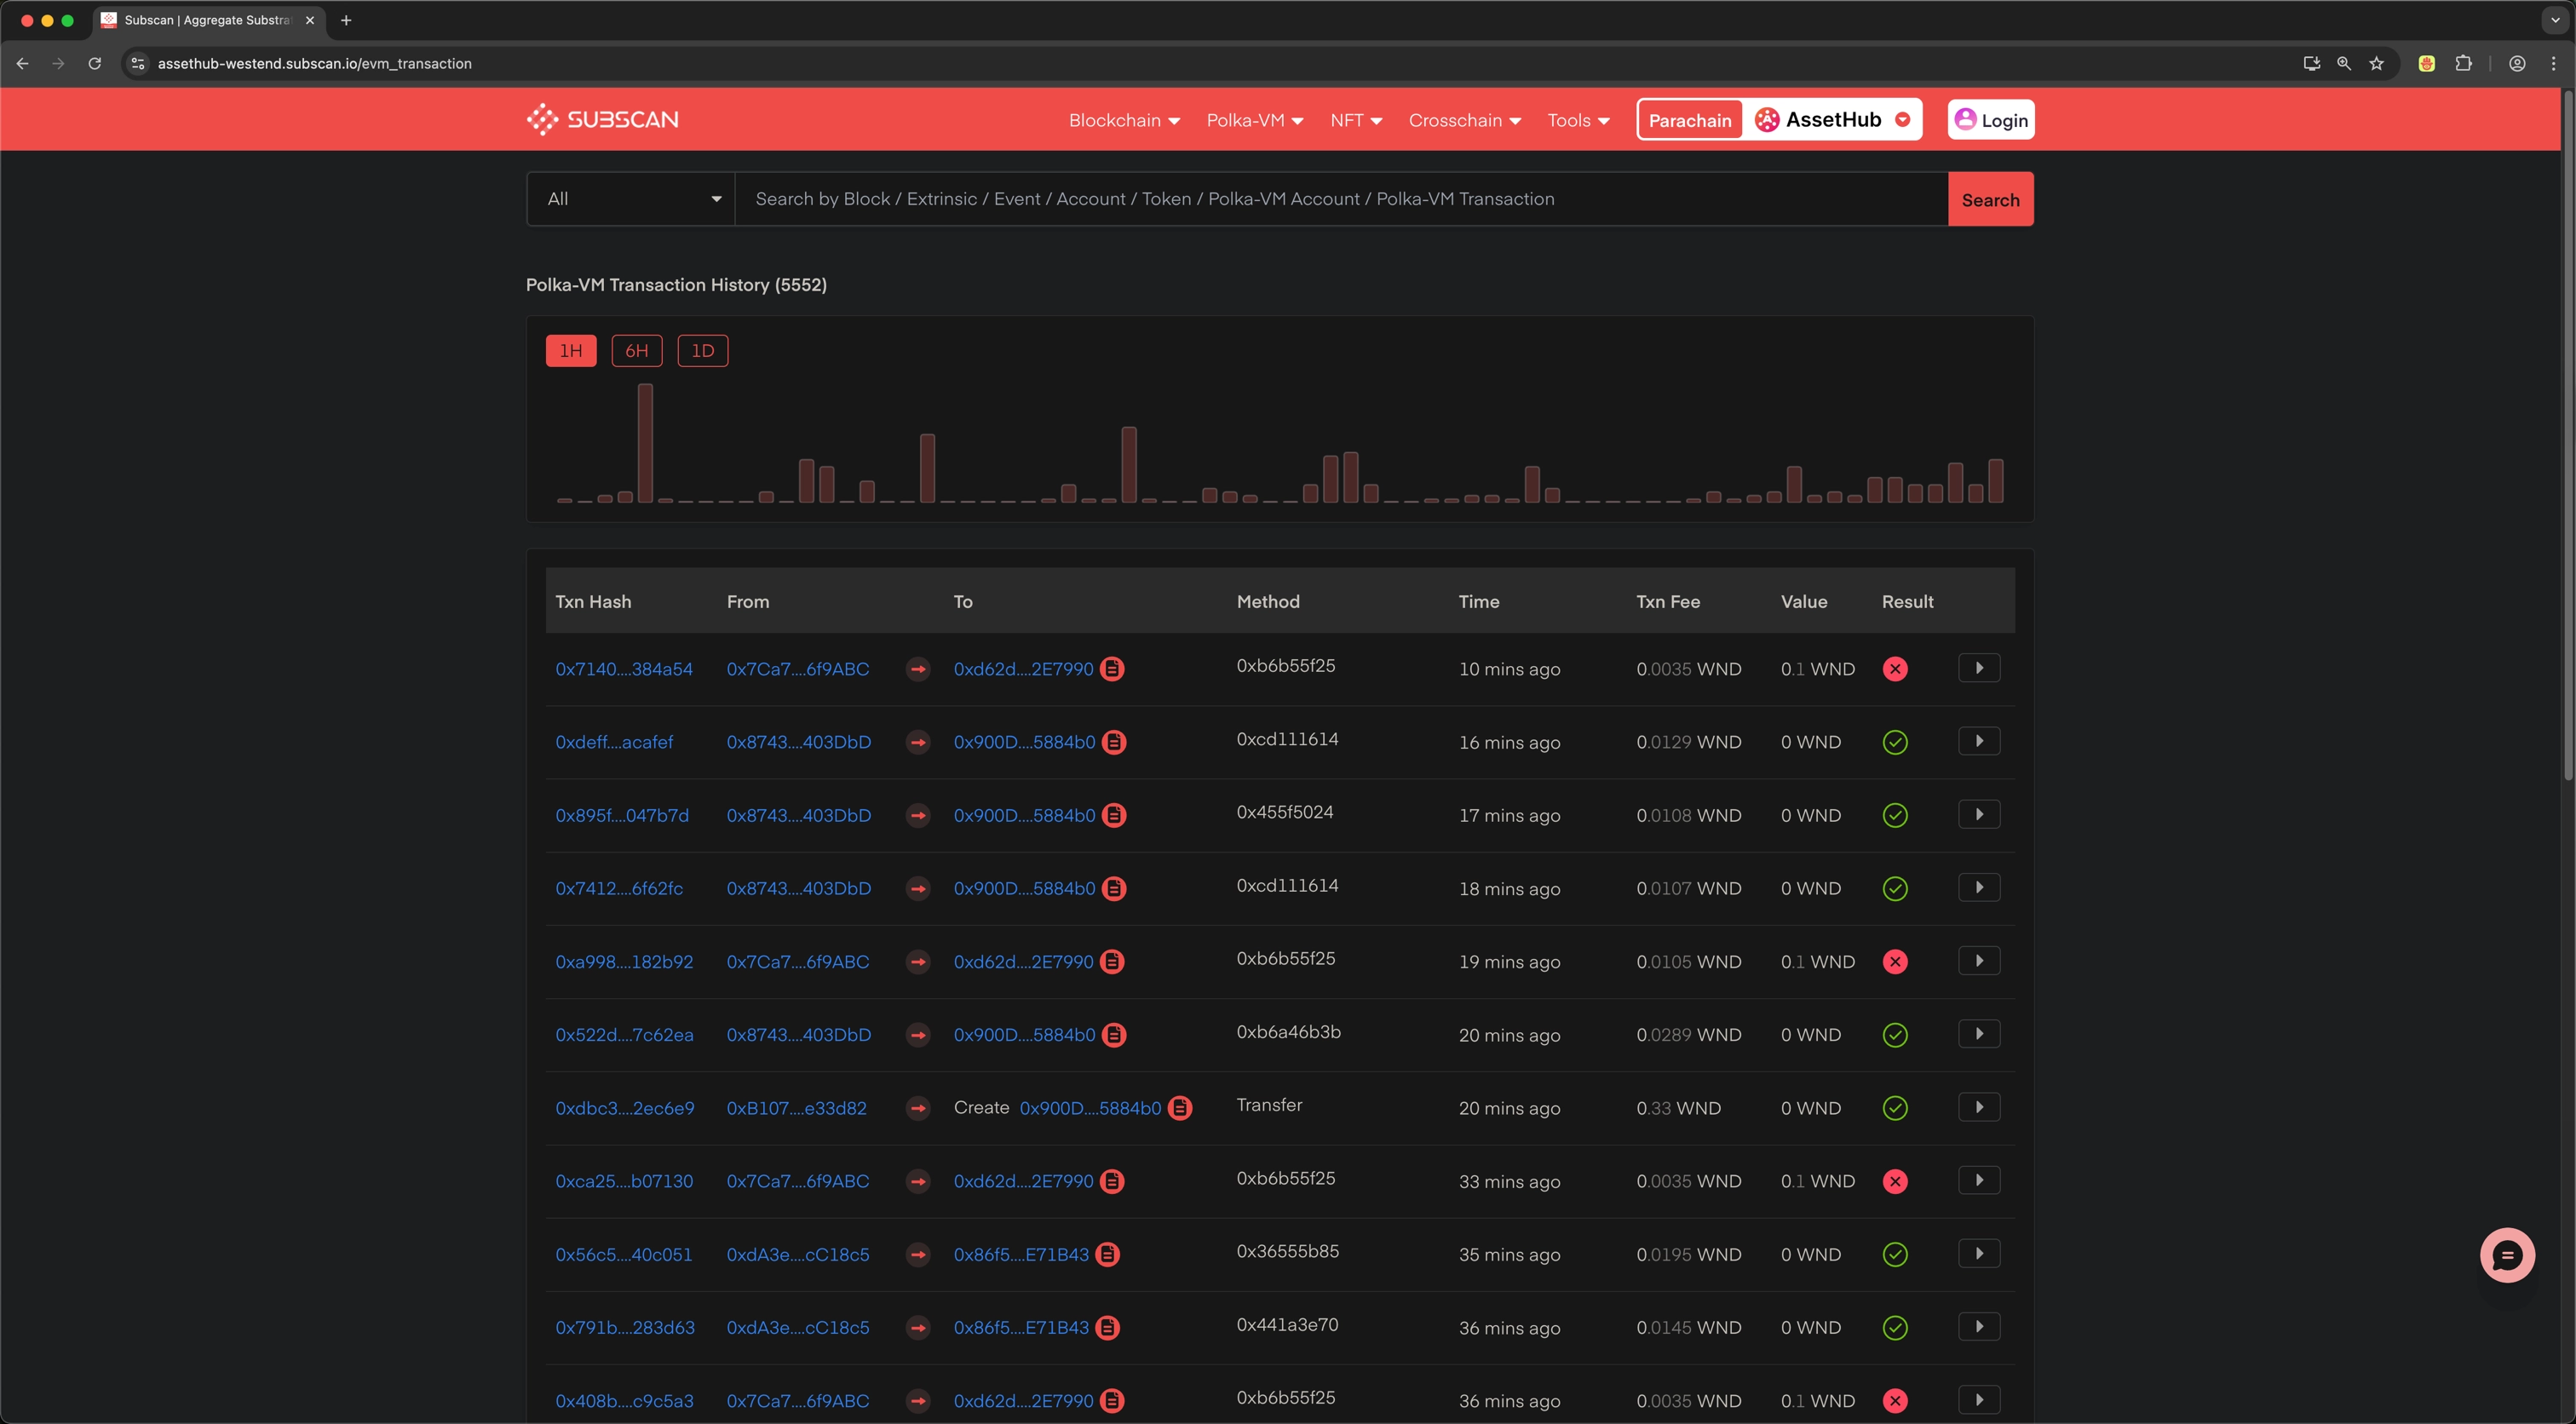 Subscan | Aggregate Substra
assethub-westend.subscan.io/evm_transaction
SUBSCAN
Blockchain Polka-VM NFT Crosschain Tools Parachain AssetHub Login
All Search by Block / Extrinsic / Event / Account / Token / Polka-VM Account / Polka-VM Transaction Search
Polka-VM Transaction History (5552)
1H 6H 1D
Txn Hash From To Method Time Txn Fee Value Result
0x7140....384a54 0x7Ca7....6f9ABC 0xd62d....2E7990 0xb6b55f25 10 mins ago 0.0035 WND 0.1 WND
0xdeff....acafef 0x8743....403DbD 0x900D....5884b0 0xcd111614 16 mins ago 0.0129 WND 0 WND
0x895f....047b7d 0x8743....403DbD 0x900D....5884b0 0x455f5024 17 mins ago 0.0108 WND 0 WND
0x7412....6f62fc 0x8743....403DbD 0x900D....5884b0 0xcd111614 18 mins ago 0.0107 WND 0 WND
0xa998....182b92 0x7Ca7....6f9ABC 0xd62d....2E7990 0xb6b55f25 19 mins ago 0.0105 WND 0.1 WND
0x522d....7c62ea 0x8743....403DbD 0x900D....5884b0 0xb6a46b3b 20 mins ago 0.0289 WND 0 WND
0xdbc3....2ec6e9 0xB107....e33d82 Create 0x900D....5884b0 Transfer 20 mins ago 0.33 WND 0 WND
0xca25....b07130 0x7Ca7....6f9ABC 0xd62d....2E7990 0xb6b55f25 33 mins ago 0.0035 WND 0.1 WND
0x56c5....40c051 0xdA3e....cC18c5 0x86f5....E71B43 0x36555b85 35 mins ago 0.0195 WND 0 WND
0x791b....283d63 0xdA3e....cC18c5 0x86f5....E71B43 0x441a3e70 36 mins ago 0.0145 WND 0 WND
0x408b....c9c5a3 0x7Ca7....6f9ABC 0xd62d....2E7990 0xb6b55f25 36 mins ago 0.0035 WND 0.1 WND